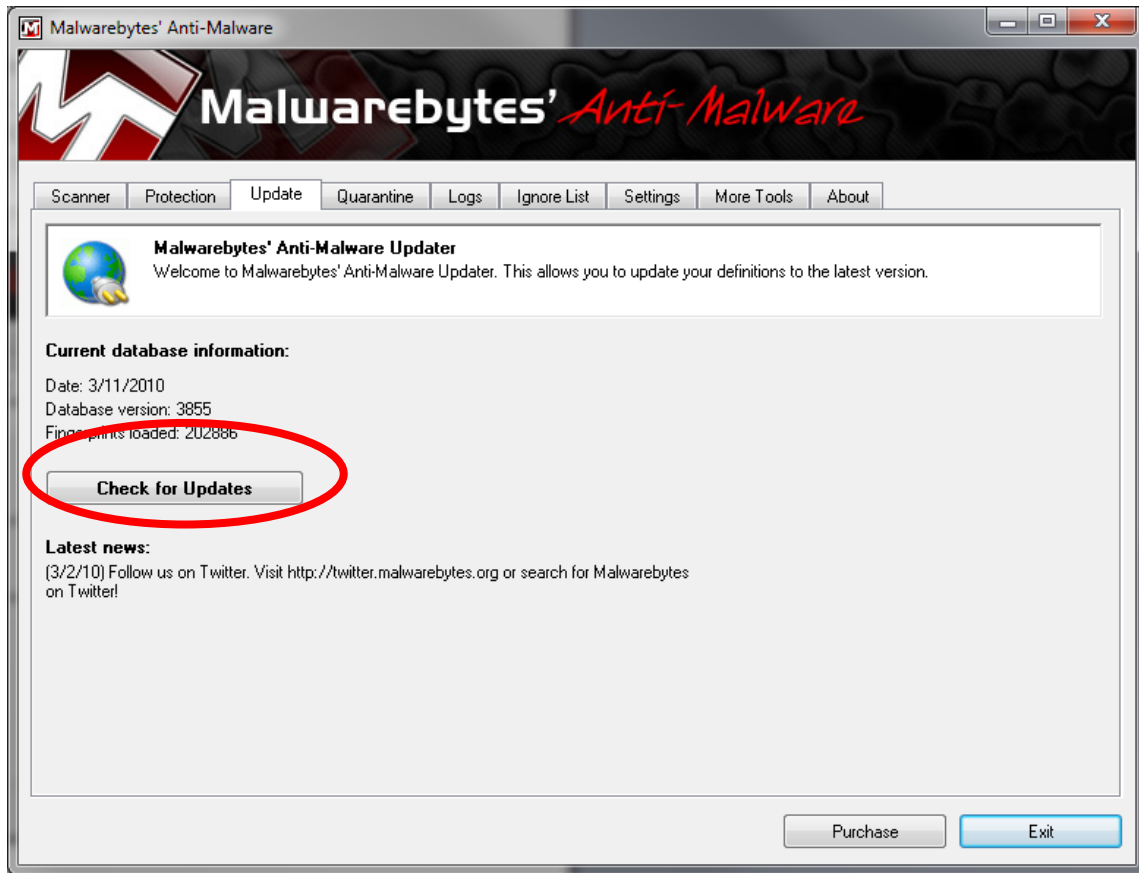 Malwarebytes' Anti-Malware
Malwarebytes' Anti-Malware
Scanner Protection Update Quarantine Logs Ignore List Settings More Tools About
Malwarebytes' Anti-Malware Updater
Welcome to Malwarebytes' Anti-Malware Updater. This allows you to update your definitions to the latest version.
Current database information:
Date: 3/11/2010
Database version: 3855
Fingerprints loaded: 202886
Check for Updates
Latest news:
(3/2/10) Follow us on Twitter. Visit http://twitter.malwarebytes.org or search for Malwarebytes
on Twitter!
Purchase Exit